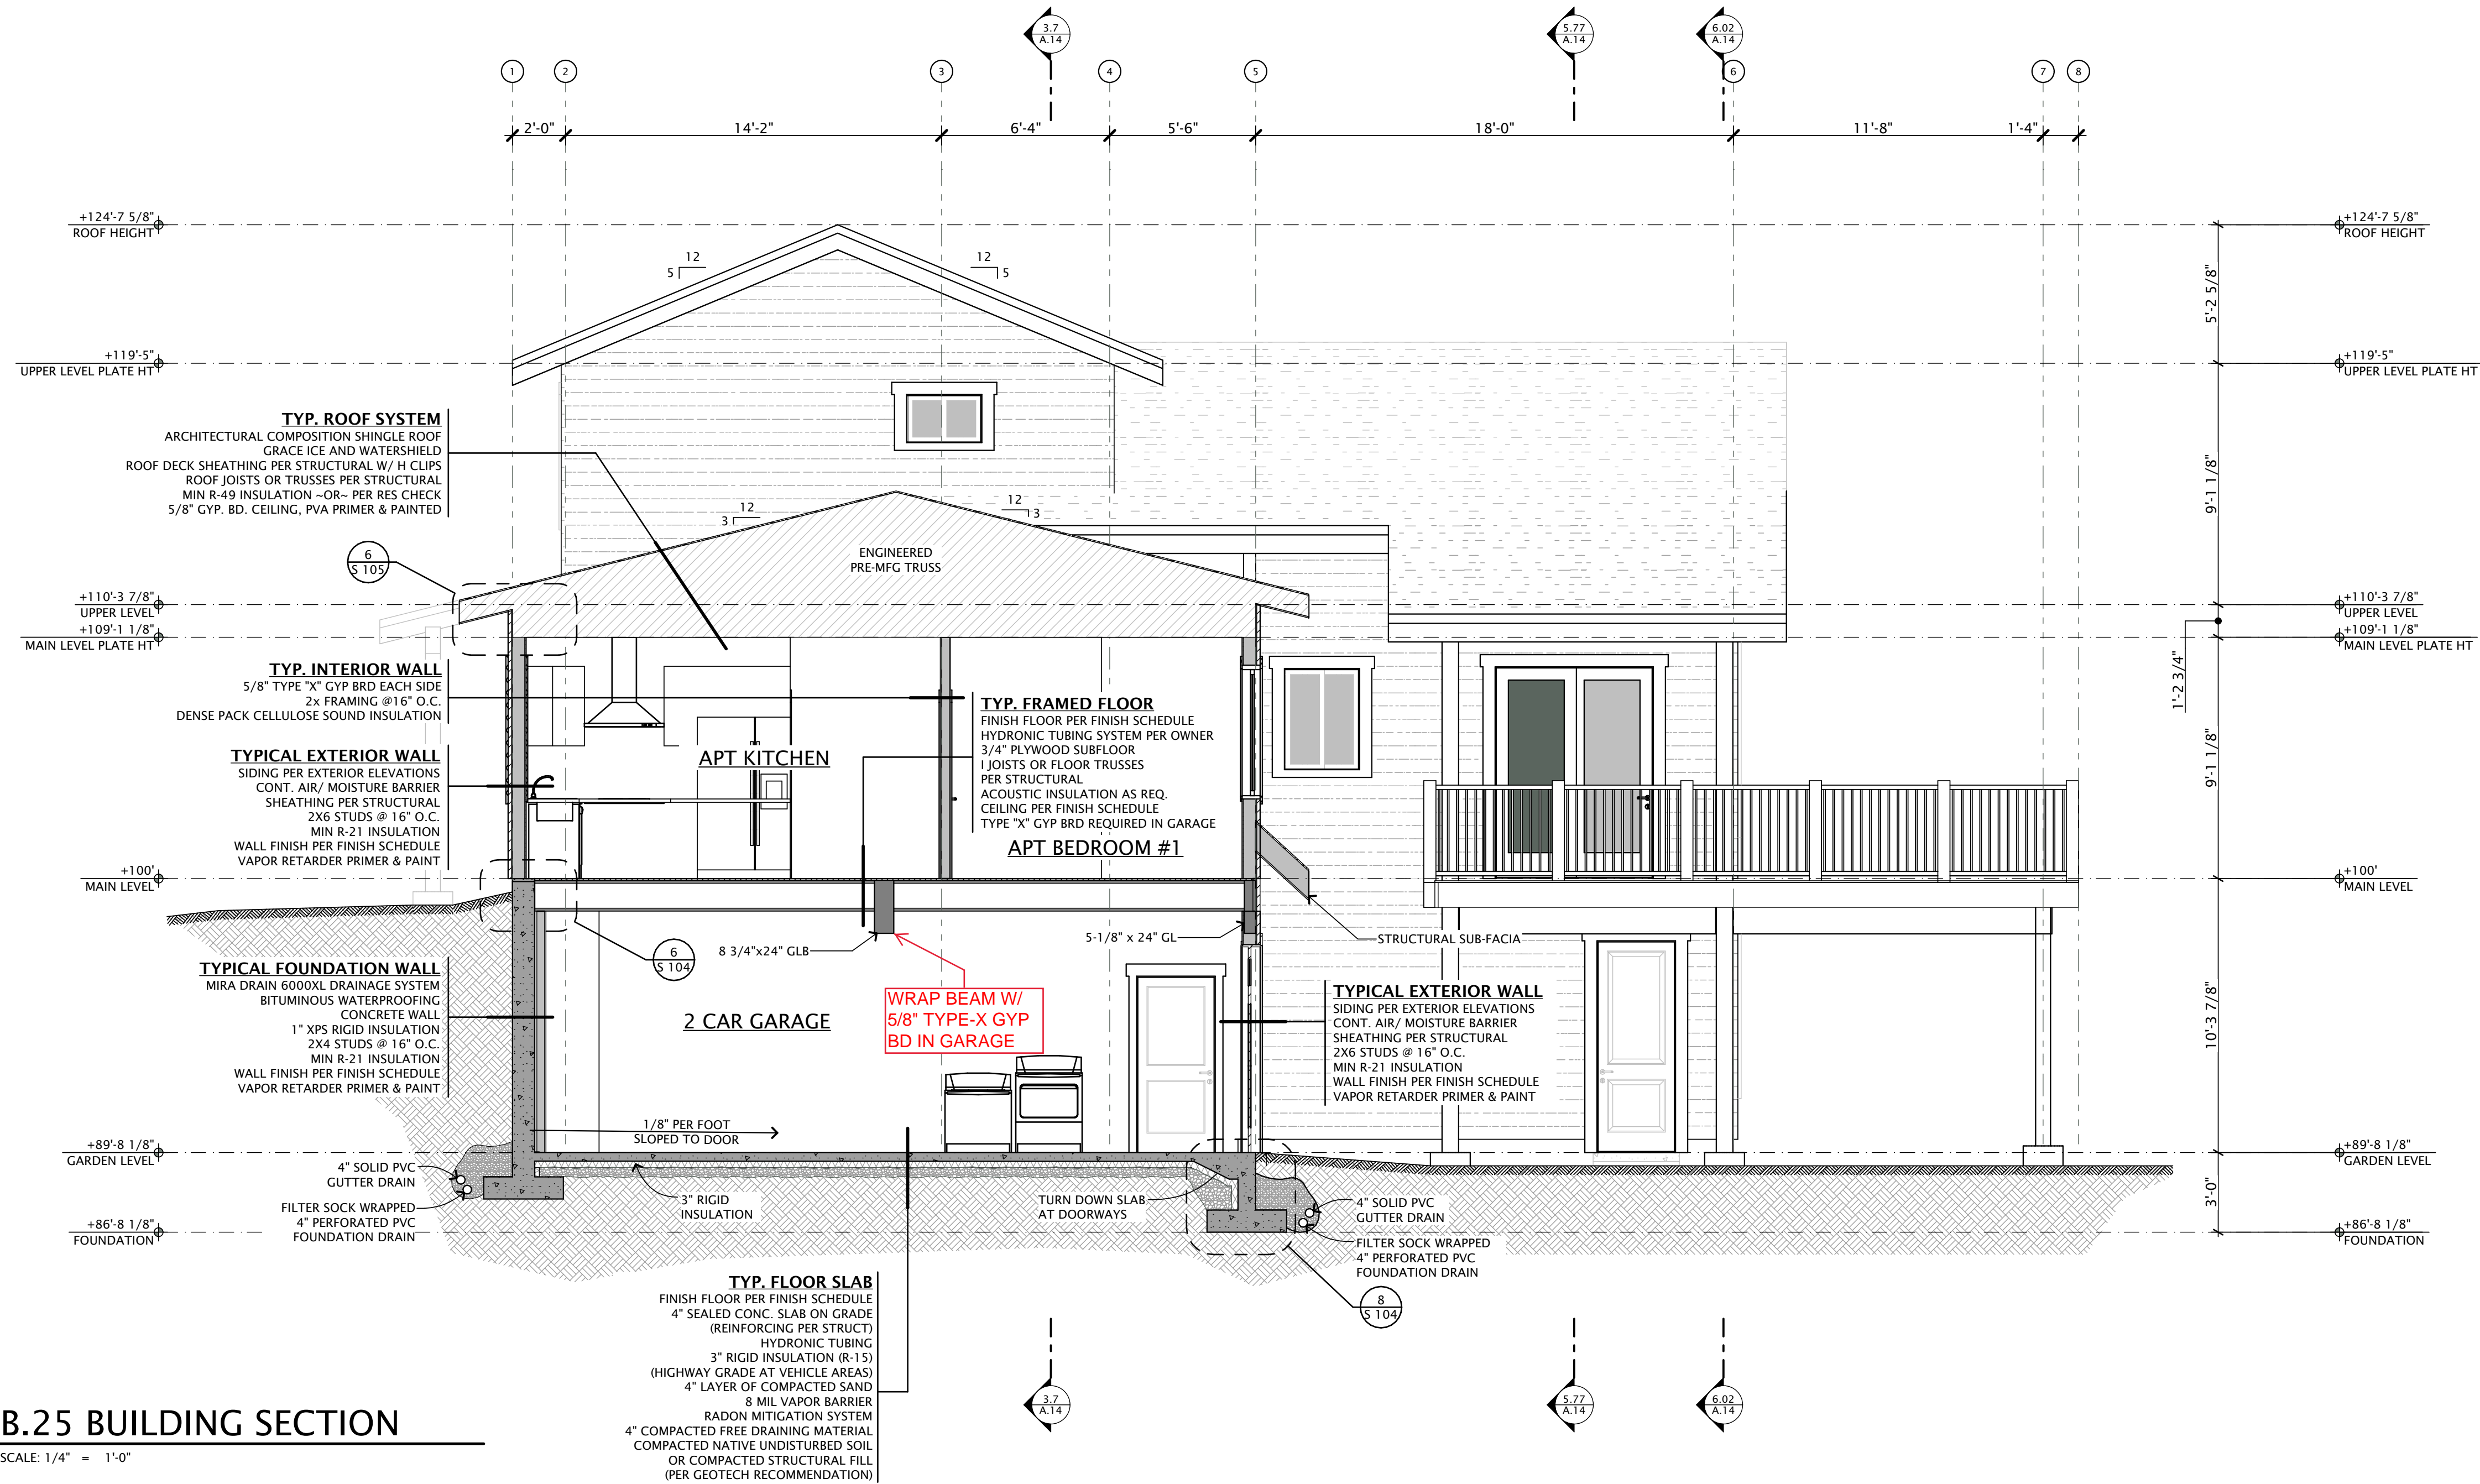 3.7
A.14
5.77
A.14
6.02
A.14
1
2
3
4
5
6
7
8
2'-0"
14'-2"
6'-4"
5'-6"
18'-0"
11'-8"
1'-4"
+124'-7 5/8"
ROOF HEIGHT
+124'-7 5/8"
ROOF HEIGHT
12
5
12
5
5'-2 5/8"
+119'-5"
UPPER LEVEL PLATE HT
+119'-5"
UPPER LEVEL PLATE HT
TYP. ROOF SYSTEM
ARCHITECTURAL COMPOSITION SHINGLE ROOF
GRACE ICE AND WATERSHIELD
ROOF DECK SHEATHING PER STRUCTURAL W/ H CLIPS
ROOF JOISTS OR TRUSSES PER STRUCTURAL
MIN R-49 INSULATION ~OR~ PER RES CHECK
5/8" GYP. BD. CEILING, PVA PRIMER & PAINTED
9'-1 1/8"
12
3
12
3
ENGINEERED
PRE-MFG TRUSS
6
S 105
+110'-3 7/8"
UPPER LEVEL
+109'-1 1/8"
MAIN LEVEL PLATE HT
+110'-3 7/8"
UPPER LEVEL
+109'-1 1/8"
MAIN LEVEL PLATE HT
1'-2 3/4"
TYP. INTERIOR WALL
5/8" TYPE "X" GYP BRD EACH SIDE
2x FRAMING @16" O.C.
DENSE PACK CELLULOSE SOUND INSULATION
TYPICAL EXTERIOR WALL
SIDING PER EXTERIOR ELEVATIONS
CONT. AIR/ MOISTURE BARRIER
SHEATHING PER STRUCTURAL
2X6 STUDS @ 16" O.C.
MIN R-21 INSULATION
WALL FINISH PER FINISH SCHEDULE
VAPOR RETARDER PRIMER & PAINT
APT KITCHEN
TYP. FRAMED FLOOR
FINISH FLOOR PER FINISH SCHEDULE
HYDRONIC TUBING SYSTEM PER OWNER
3/4" PLYWOOD SUBFLOOR
I JOISTS OR FLOOR TRUSSES
PER STRUCTURAL
ACOUSTIC INSULATION AS REQ.
CEILING PER FINISH SCHEDULE
TYPE "X" GYP BRD REQUIRED IN GARAGE
APT BEDROOM #1
9'-1 1/8"
+100'
MAIN LEVEL
+100'
MAIN LEVEL
6
S 104
8 3/4"x24" GLB
5-1/8" x 24" GL
STRUCTURAL SUB-FACIA
TYPICAL FOUNDATION WALL
MIRA DRAIN 6000XL DRAINAGE SYSTEM
BITUMINOUS WATERPROOFING
CONCRETE WALL
1" XPS RIGID INSULATION
2X4 STUDS @ 16" O.C.
MIN R-21 INSULATION
WALL FINISH PER FINISH SCHEDULE
VAPOR RETARDER PRIMER & PAINT
2 CAR GARAGE
WRAP BEAM W/
5/8" TYPE-X GYP
BD IN GARAGE
TYPICAL EXTERIOR WALL
SIDING PER EXTERIOR ELEVATIONS
CONT. AIR/ MOISTURE BARRIER
SHEATHING PER STRUCTURAL
2X6 STUDS @ 16" O.C.
MIN R-21 INSULATION
WALL FINISH PER FINISH SCHEDULE
VAPOR RETARDER PRIMER & PAINT
10'-3 7/8"
1/8" PER FOOT
SLOPED TO DOOR
+89'-8 1/8"
GARDEN LEVEL
+89'-8 1/8"
GARDEN LEVEL
4" SOLID PVC
GUTTER DRAIN
FILTER SOCK WRAPPED
4" PERFORATED PVC
FOUNDATION DRAIN
3" RIGID
INSULATION
TURN DOWN SLAB
AT DOORWAYS
4" SOLID PVC
GUTTER DRAIN
FILTER SOCK WRAPPED
4" PERFORATED PVC
FOUNDATION DRAIN
3'-0"
+86'-8 1/8"
FOUNDATION
+86'-8 1/8"
FOUNDATION
8
S 104
TYP. FLOOR SLAB
FINISH FLOOR PER FINISH SCHEDULE
4" SEALED CONC. SLAB ON GRADE
(REINFORCING PER STRUCT)
HYDRONIC TUBING
3" RIGID INSULATION (R-15)
(HIGHWAY GRADE AT VEHICLE AREAS)
4" LAYER OF COMPACTED SAND
8 MIL VAPOR BARRIER
RADON MITIGATION SYSTEM
4" COMPACTED FREE DRAINING MATERIAL
COMPACTED NATIVE UNDISTURBED SOIL
OR COMPACTED STRUCTURAL FILL
(PER GEOTECH RECOMMENDATION)
3.7
A.14
5.77
A.14
6.02
A.14
B.25 BUILDING SECTION
SCALE: 1/4" = 1'-0"